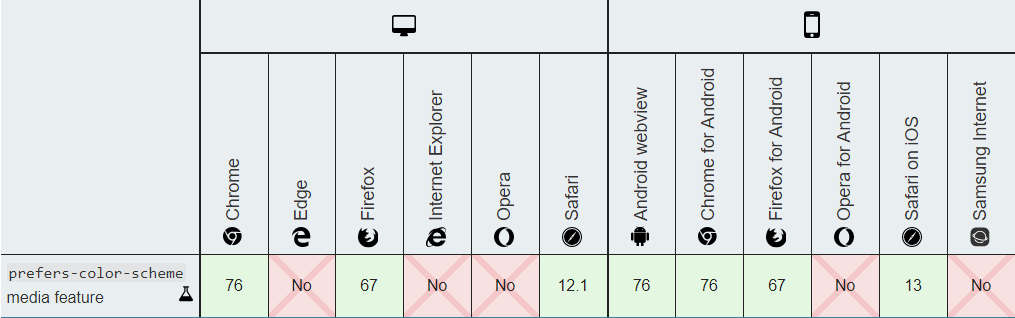 Chrome
Edge
Firefox
Internet Explorer
Opera
Safari
Android webview
Chrome for Android
Firefox for Android
Opera for Android
Safari on iOS
Samsung Internet
prefers-color-scheme
media feature
76
No
67
No
No
12.1
76
76
67
No
13
No